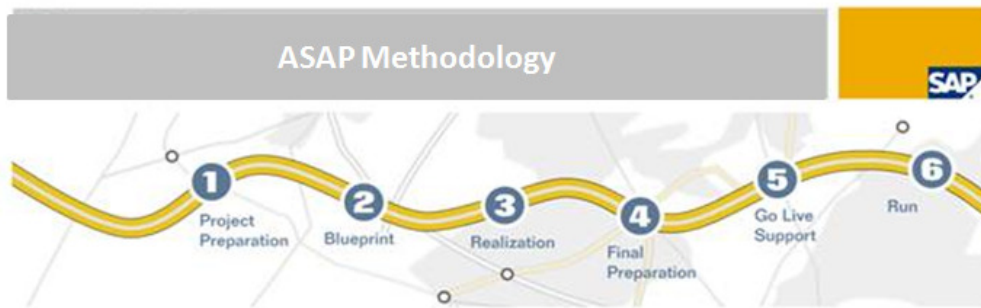 ASAP Methodology
SAP
1
Project
Preparation
2
Blueprint
3
Realization
4
Final
Preparation
5
Go Live
Support
6
Run